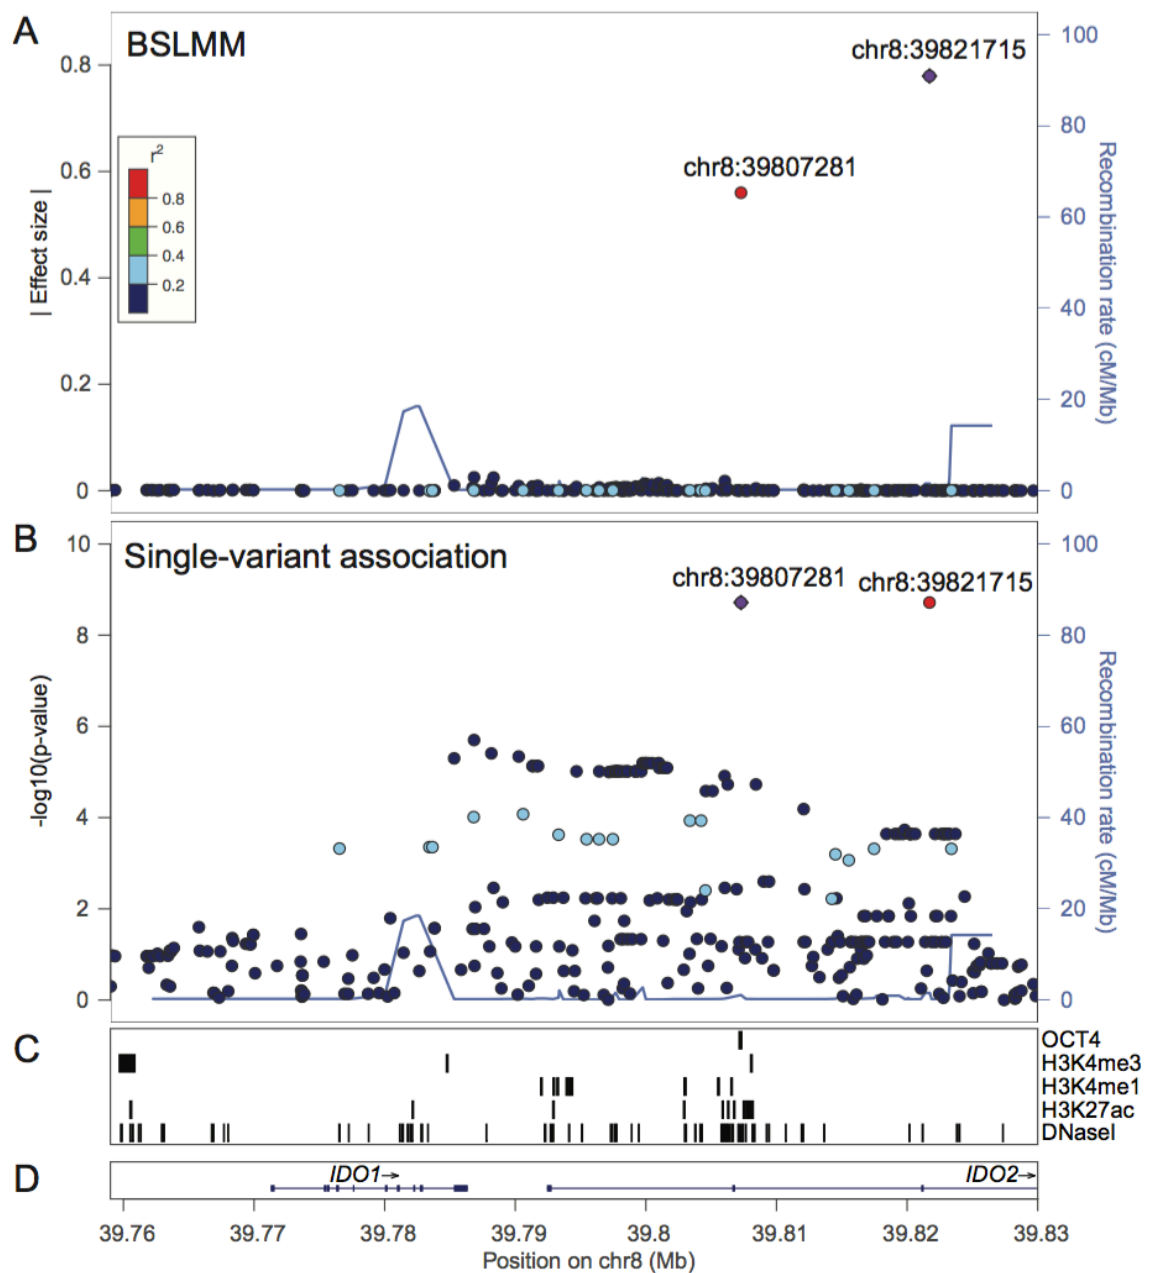 A
BSLMM
chr8:39821715
chr8:39807281
r²
0.8
0.6
0.4
0.2
0.8
0.6
0.4
0.2
0
| Effect size |
100
80
60
40
20
0
Recombination rate (cM/Mb)
B
Single-variant association
chr8:39807281
chr8:39821715
10
8
6
4
2
0
-log10(p-value)
100
80
60
40
20
0
Recombination rate (cM/Mb)
C
OCT4
H3K4me3
H3K4me1
H3K27ac
DNaseI
D
IDO1→
IDO2→
39.76 39.77 39.78 39.79 39.80 39.81 39.82 39.83
Position on chr8 (Mb)